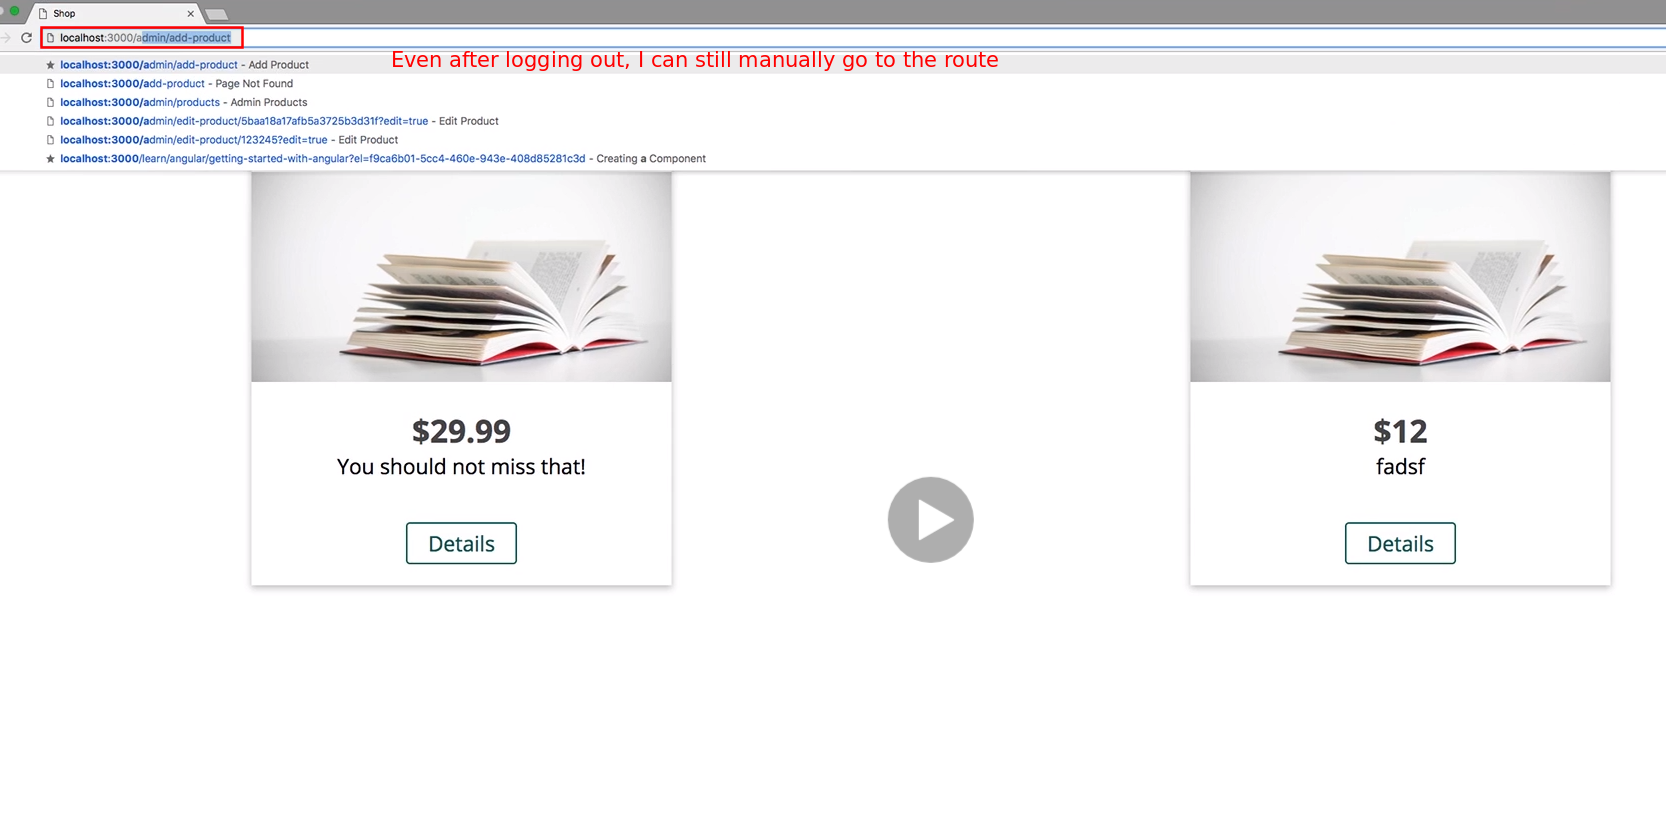 Shop
localhost:3000/admin/add-product
Even after logging out, I can still manually go to the route
localhost:3000/admin/add-product - Add Product
localhost:3000/add-product - Page Not Found
localhost:3000/admin/products - Admin Products
localhost:3000/admin/edit-product/5baa18a17afb5a3725b3d31f?edit=true - Edit Product
localhost:3000/admin/edit-product/123245?edit=true - Edit Product
localhost:3000/learn/angular/getting-started-with-angular?el=f9ca6b01-5cc4-460e-943e-408d85281c3d - Creating a Component
$29.99
You should not miss that!
Details
$12
fadsf
Details